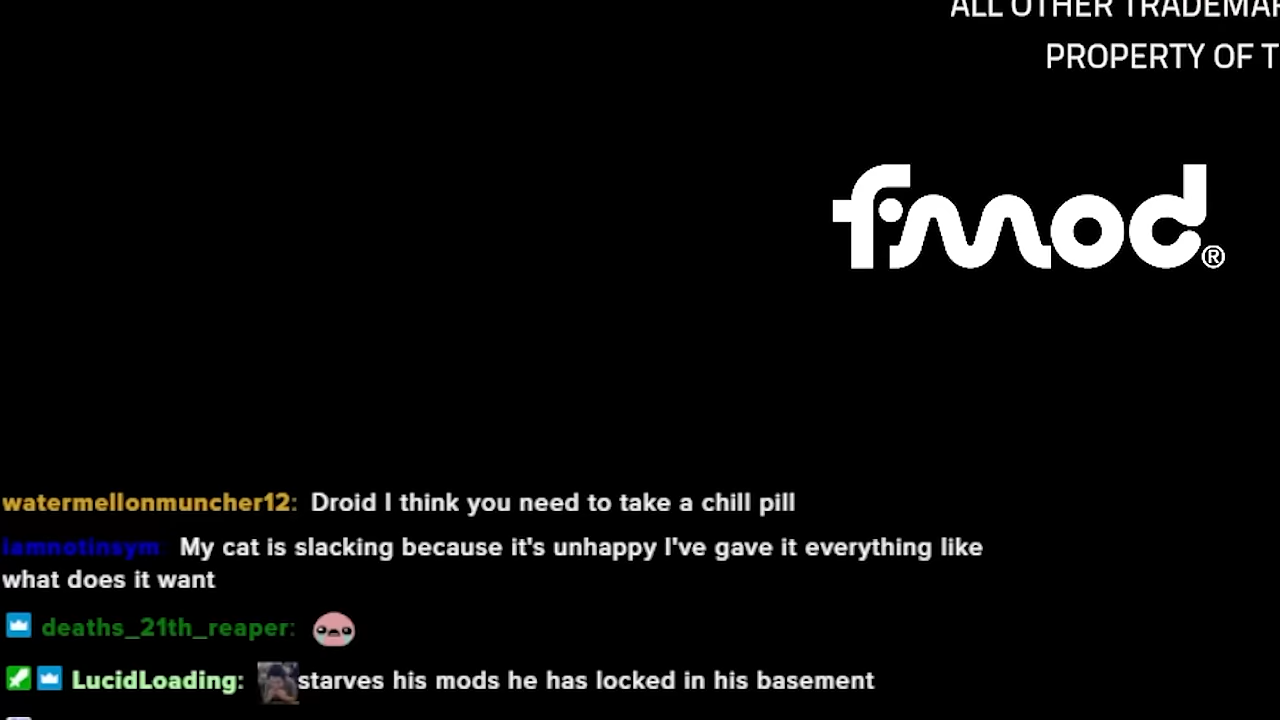 ALL OTHER TRADEMAR
PROPERTY OF T
fmod®
watermellonmuncher12: Droid I think you need to take a chill pill
iamnotinsym: My cat is slacking because it's unhappy I've gave it everything like
what does it want
deaths_21th_reaper:
LucidLoading: starves his mods he has locked in his basement